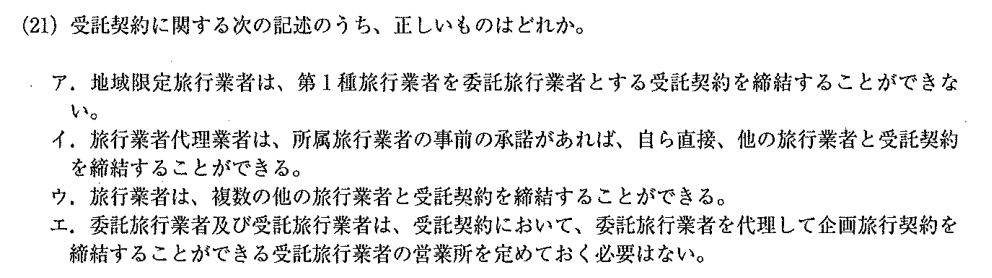 (21) 受託契約に関する次の記述のうち、正しいものはどれか。
ア．地域限定旅行業者は、第１種旅行業者を委託旅行業者とする受託契約を締結することができな
い。
イ．旅行業者代理業者は、所属旅行業者の事前の承諾があれば、自ら直接、他の旅行業者と受託契約
を締結することができる。
ウ．旅行業者は、複数の他の旅行業者と受託契約を締結することができる。
エ．委託旅行業者及び受託旅行業者は、受託契約において、委託旅行業者を代理して企画旅行契約を
締結することができる受託旅行業者の営業所を定めておく必要はない。